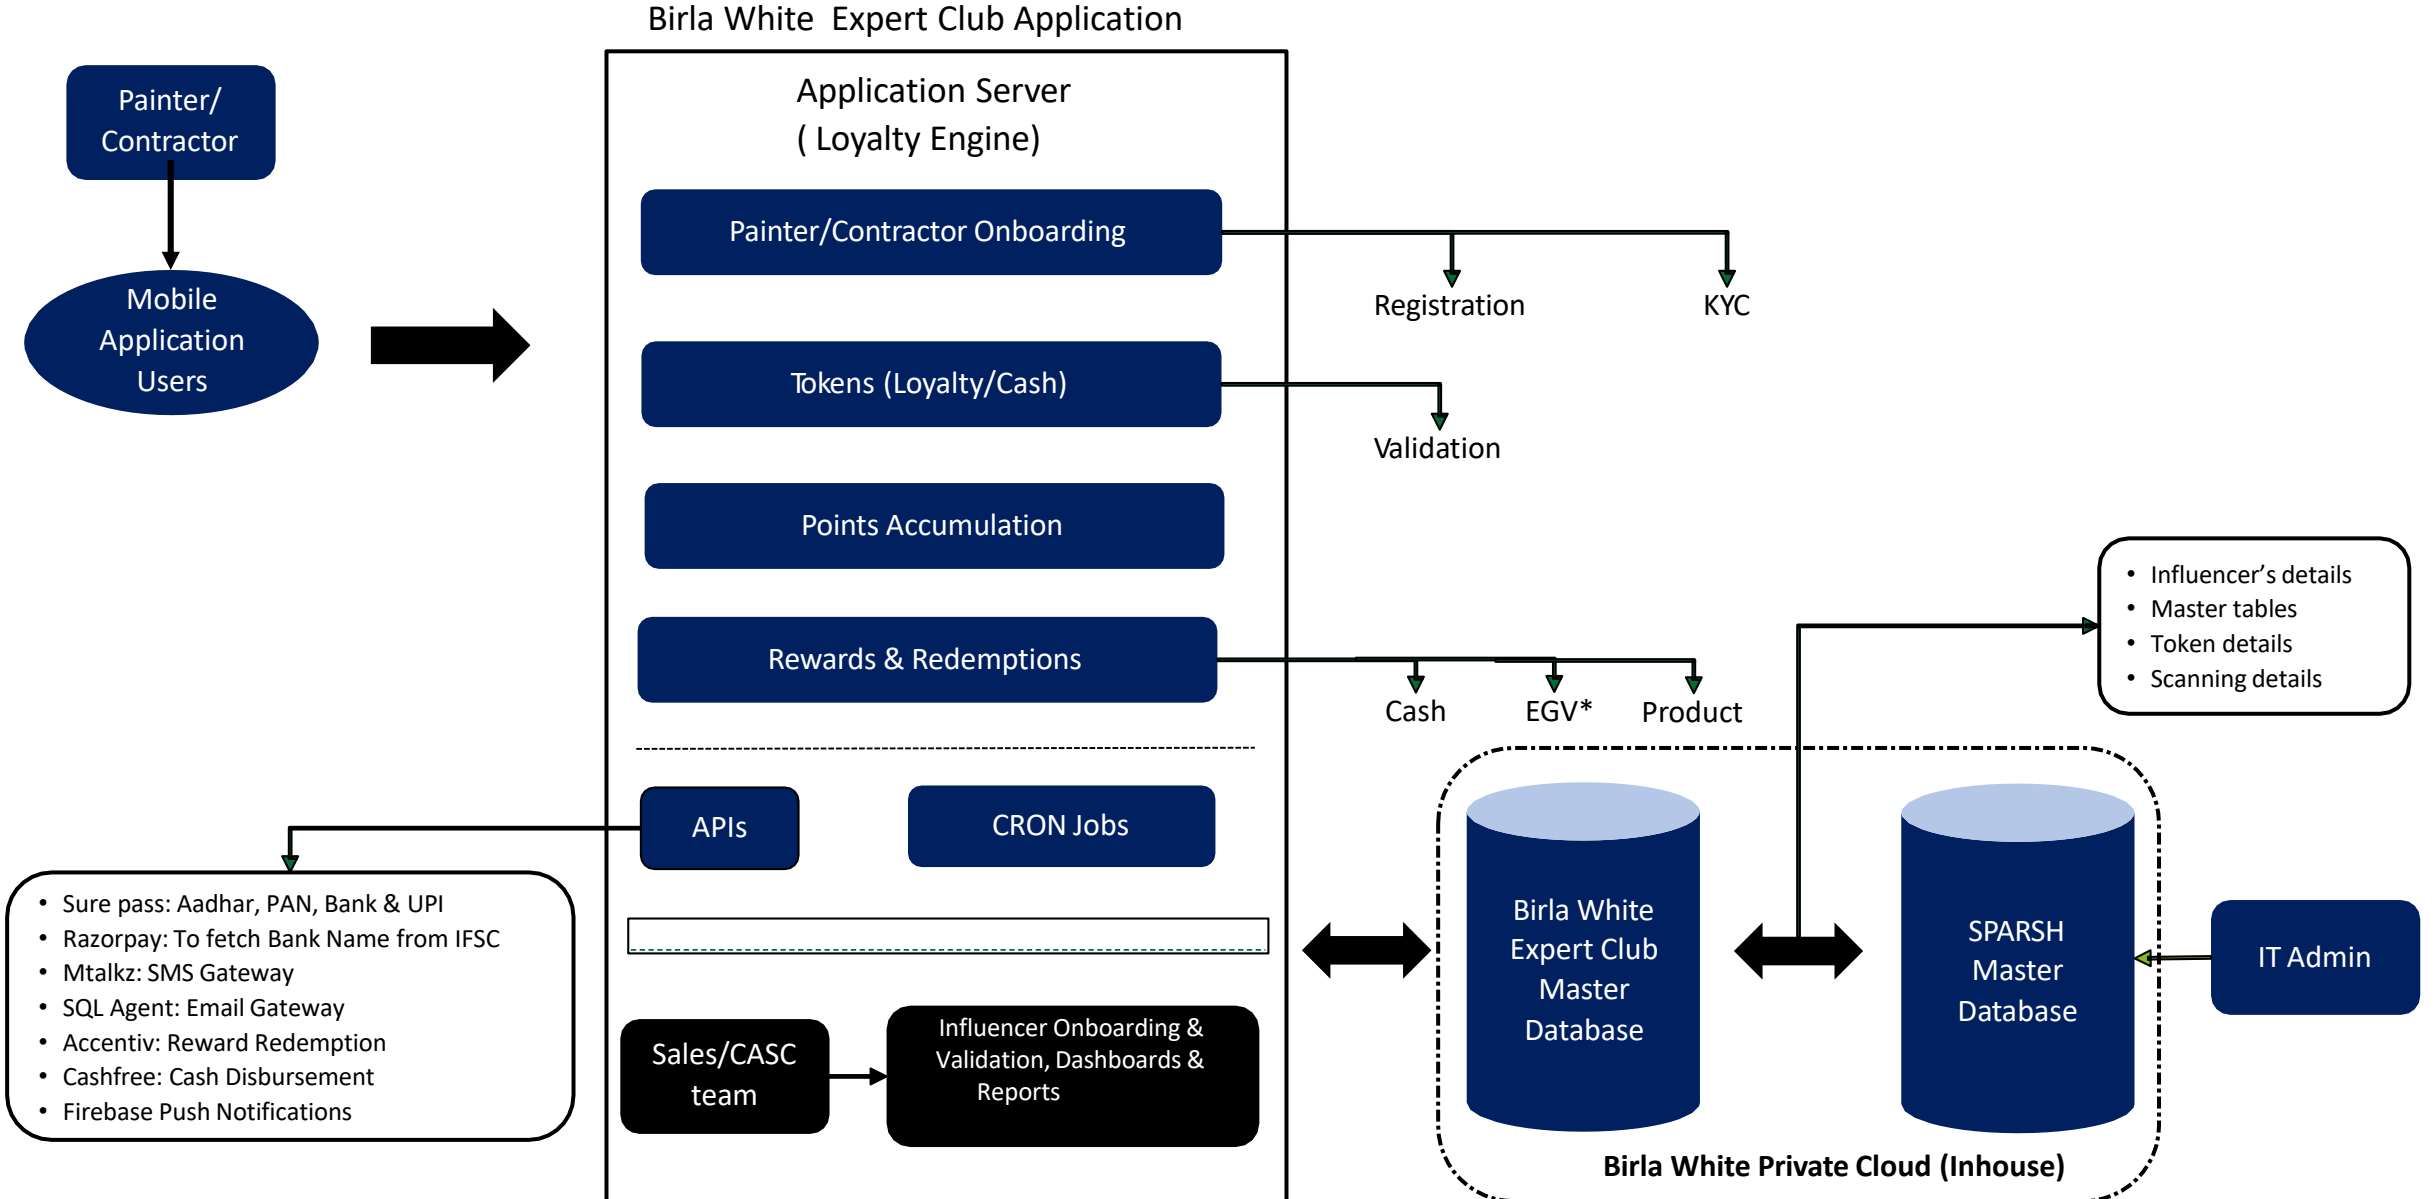 Birla White Expert Club Application
Painter/
Contractor
Mobile
Application
Users
Application Server
( Loyalty Engine)
Painter/Contractor Onboarding
Registration
KYC
Tokens (Loyalty/Cash)
Validation
Points Accumulation
Rewards & Redemptions
Cash
EGV*
Product
• Influencer’s details
• Master tables
• Token details
• Scanning details
APIs
CRON Jobs
• Sure pass: Aadhar, PAN, Bank & UPI
• Razorpay: To fetch Bank Name from IFSC
• Mtalkz: SMS Gateway
• SQL Agent: Email Gateway
• Accentiv: Reward Redemption
• Cashfree: Cash Disbursement
• Firebase Push Notifications
Sales/CASC
team
Influencer Onboarding &
Validation, Dashboards &
Reports
Birla White
Expert Club
Master
Database
SPARSH
Master
Database
IT Admin
Birla White Private Cloud (Inhouse)